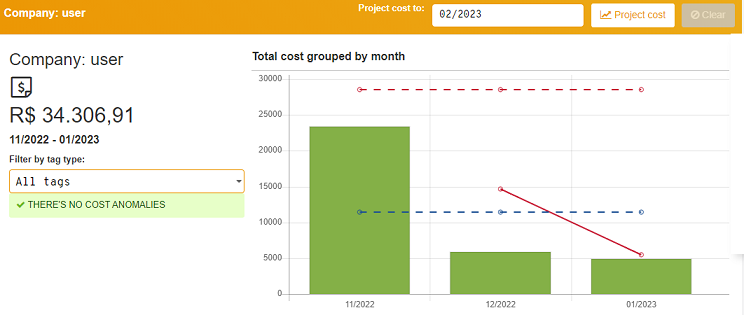 Company: user
Project cost to:
02/2023
Project cost
Clear
Company: user
$
R$ 34.306,91
11/2022 - 01/2023
Filter by tag type:
All tags
THERE'S NO COST ANOMALIES
Total cost grouped by month
30000
25000
20000
15000
10000
5000
0
11/2022
12/2022
01/2023